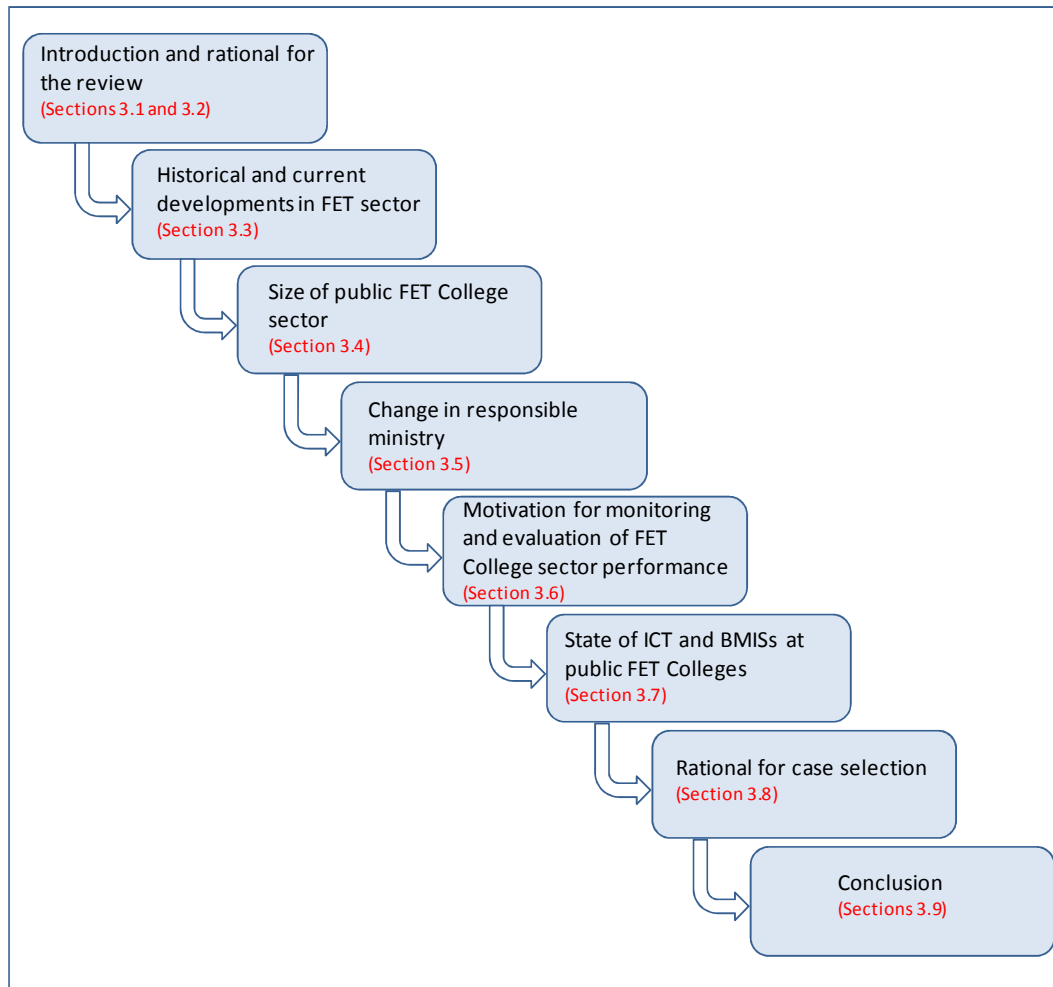 Introduction and rational for
the review
(Sections 3.1 and 3.2)
Historical and current
developments in FET sector
(Section 3.3)
Size of public FET College
sector
(Section 3.4)
Change in responsible
ministry
(Section 3.5)
Motivation for monitoring
and evaluation of FET
College sector performance
(Section 3.6)
State of ICT and BMISs at
public FET Colleges
(Section 3.7)
Rational for case selection
(Section 3.8)
Conclusion
(Sections 3.9)